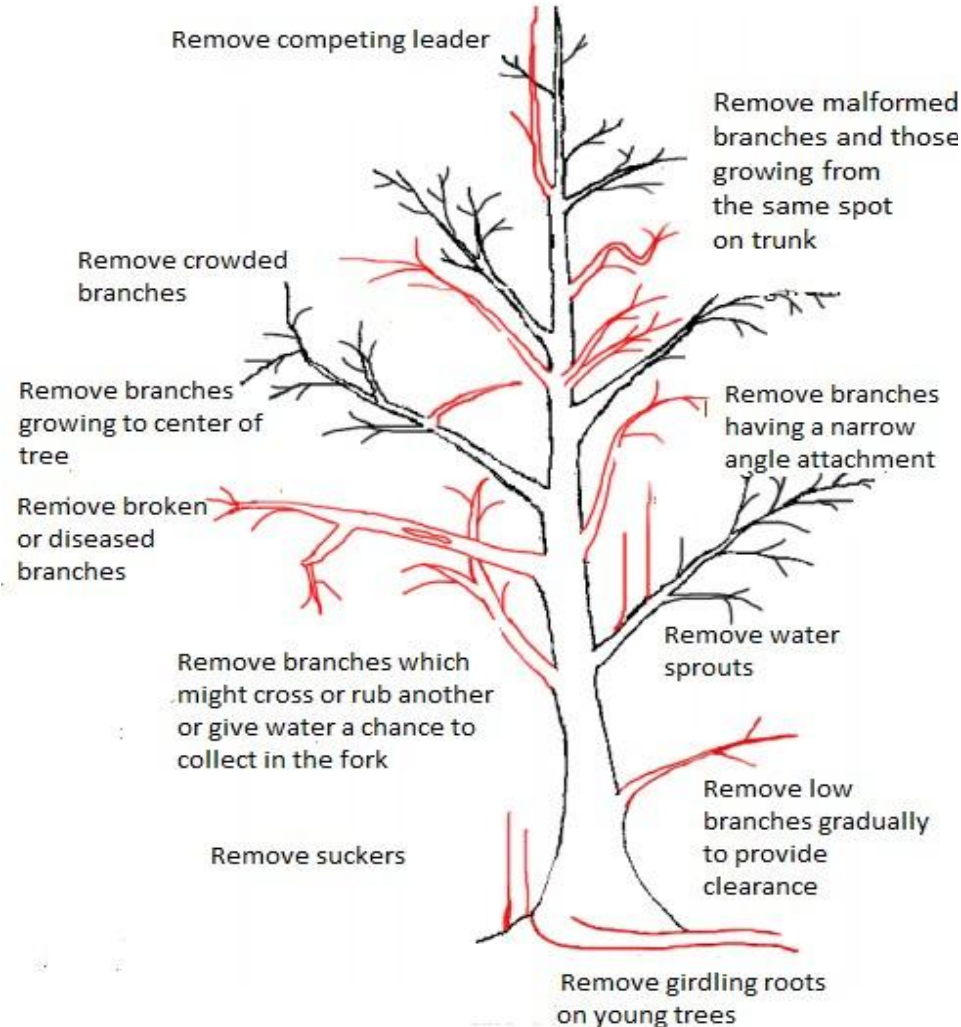 Remove competing leader
Remove malformed
branches and those
growing from
the same spot
on trunk
Remove crowded
branches
Remove branches
growing to center of
tree
Remove branches
having a narrow
angle attachment
Remove broken
or diseased
branches
Remove water
sprouts
Remove branches which
might cross or rub another
or give water a chance to
collect in the fork
Remove low
branches gradually
to provide
clearance
Remove suckers
Remove girdling roots
on young trees